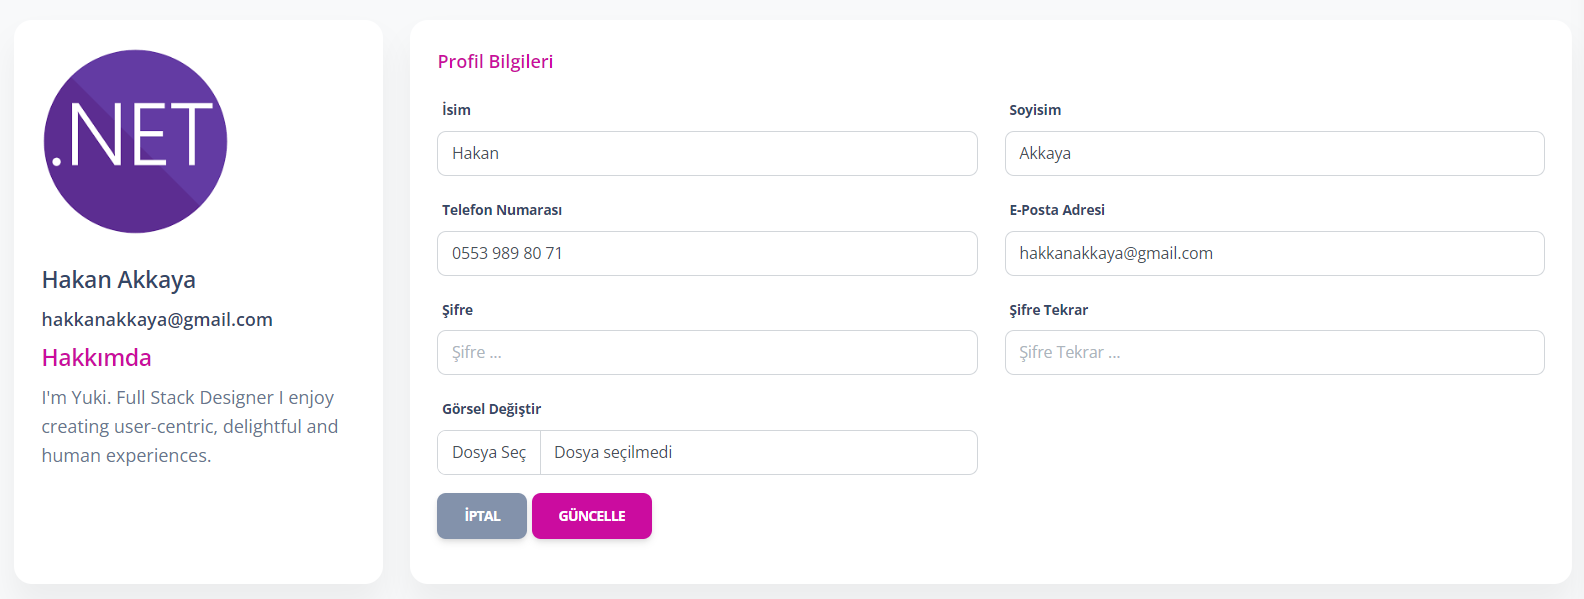 .NET
Hakan Akkaya
hakkanakkaya@gmail.com
Hakkımda
I'm Yuki. Full Stack Designer I enjoy
creating user-centric, delightful and
human experiences.
Profil Bilgileri
İsim
Soyisim
Hakan
Akkaya
Telefon Numarası
E-Posta Adresi
0553 989 80 71
hakkanakkaya@gmail.com
Şifre
Şifre Tekrar
Şifre ...
Şifre Tekrar ...
Görsel Değiştir
Dosya Seç Dosya seçilmedi
İPTAL GÜNCELLE